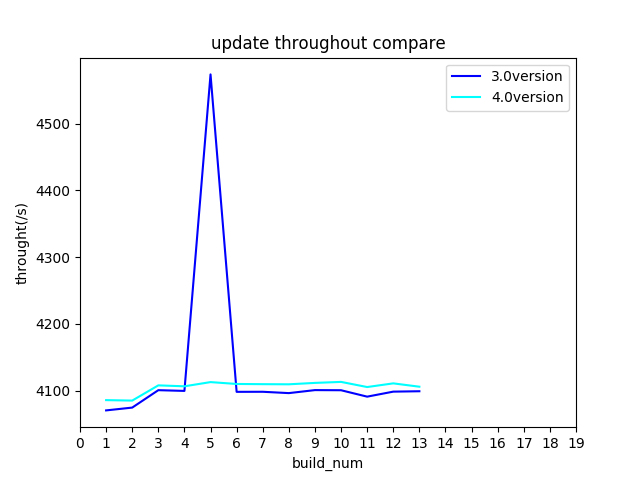 update throughout compare
3.0version
4.0version
throught(/s)
4500
4400
4300
4200
4100
0 1 2 3 4 5 6 7 8 9 10 11 12 13 14 15 16 17 18 19
build_num